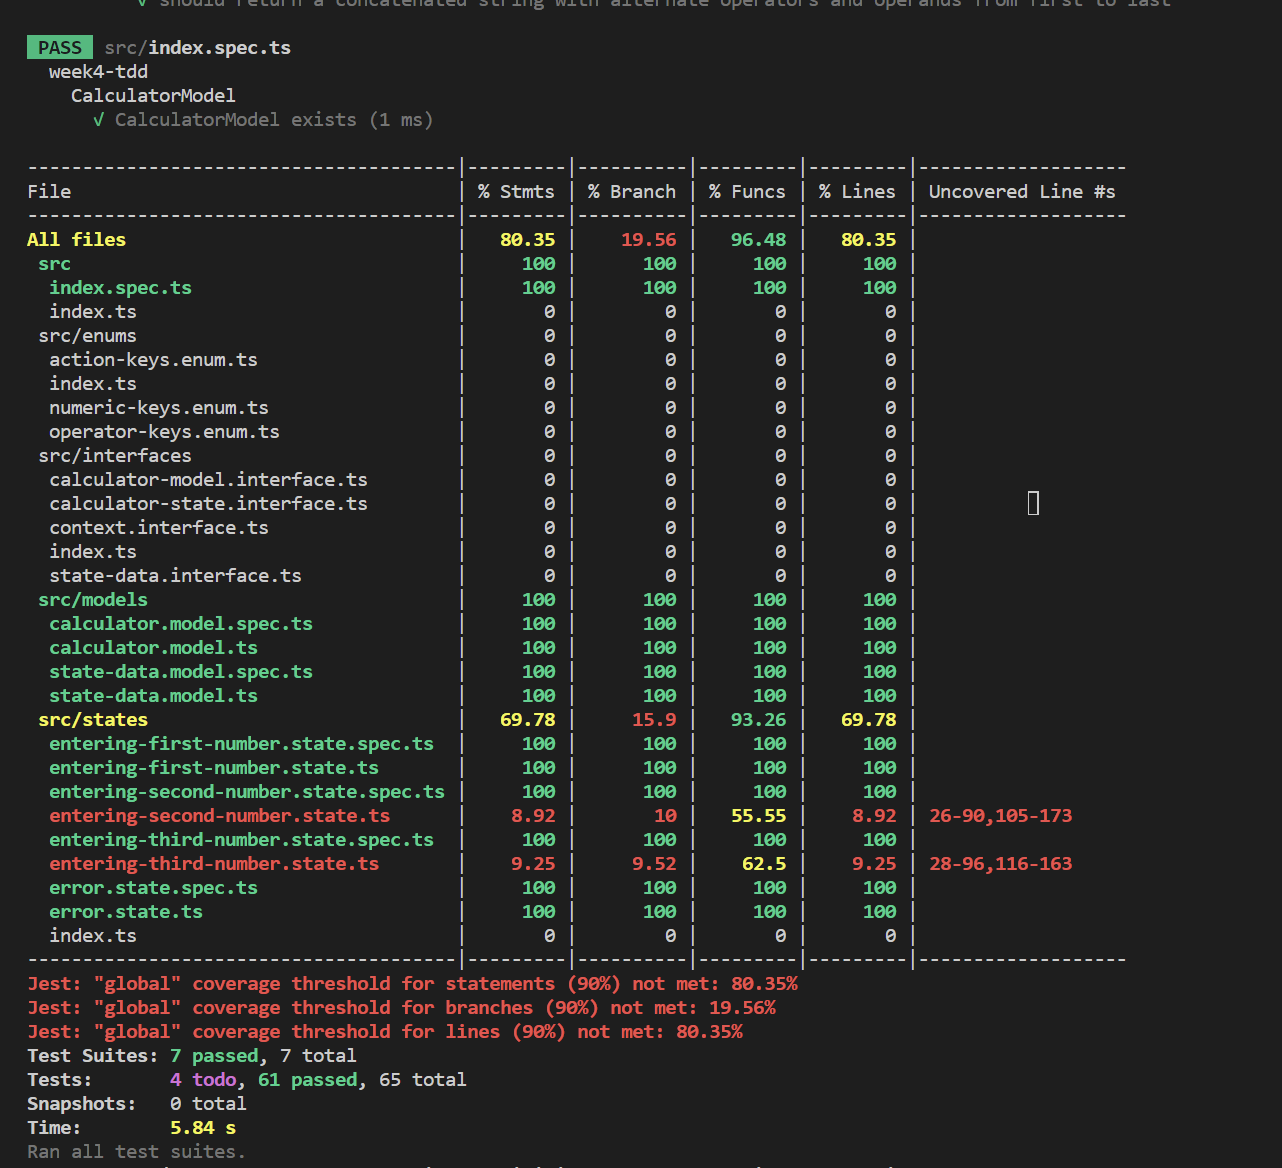 √ should return a concatenated string with alternate operators and operands from first to last
PASS src/index.spec.ts
week4-tdd
CalculatorModel
√ CalculatorModel exists (1 ms)
---------------------------------------|---------|----------|---------|---------|-------------------
File | % Stmts | % Branch | % Funcs | % Lines | Uncovered Line #s
---------------------------------------|---------|----------|---------|---------|-------------------
All files | 80.35 | 19.56 | 96.48 | 80.35 |
src | 100 | 100 | 100 | 100 |
index.spec.ts | 100 | 100 | 100 | 100 |
index.ts | 0 | 0 | 0 | 0 |
src/enums | 0 | 0 | 0 | 0 |
action-keys.enum.ts | 0 | 0 | 0 | 0 |
index.ts | 0 | 0 | 0 | 0 |
numeric-keys.enum.ts | 0 | 0 | 0 | 0 |
operator-keys.enum.ts | 0 | 0 | 0 | 0 |
src/interfaces | 0 | 0 | 0 | 0 |
calculator-model.interface.ts | 0 | 0 | 0 | 0 |
calculator-state.interface.ts | 0 | 0 | 0 | 0 |
context.interface.ts | 0 | 0 | 0 | 0 |
index.ts | 0 | 0 | 0 | 0 |
state-data.interface.ts | 0 | 0 | 0 | 0 |
src/models | 100 | 100 | 100 | 100 |
calculator.model.spec.ts | 100 | 100 | 100 | 100 |
calculator.model.ts | 100 | 100 | 100 | 100 |
state-data.model.spec.ts | 100 | 100 | 100 | 100 |
state-data.model.ts | 100 | 100 | 100 | 100 |
src/states | 69.78 | 15.9 | 93.26 | 69.78 |
entering-first-number.state.spec.ts | 100 | 100 | 100 | 100 |
entering-first-number.state.ts | 100 | 100 | 100 | 100 |
entering-second-number.state.spec.ts | 100 | 100 | 100 | 100 |
entering-second-number.state.ts | 8.92 | 10 | 55.55 | 8.92 | 26-90,105-173
entering-third-number.state.spec.ts | 100 | 100 | 100 | 100 |
entering-third-number.state.ts | 9.25 | 9.52 | 62.5 | 9.25 | 28-96,116-163
error.state.spec.ts | 100 | 100 | 100 | 100 |
error.state.ts | 100 | 100 | 100 | 100 |
index.ts | 0 | 0 | 0 | 0 |
---------------------------------------|---------|----------|---------|---------|-------------------
Jest: "global" coverage threshold for statements (90%) not met: 80.35%
Jest: "global" coverage threshold for branches (90%) not met: 19.56%
Jest: "global" coverage threshold for lines (90%) not met: 80.35%
Test Suites: 7 passed, 7 total
Tests: 4 todo, 61 passed, 65 total
Snapshots: 0 total
Time: 5.84 s
Ran all test suites.